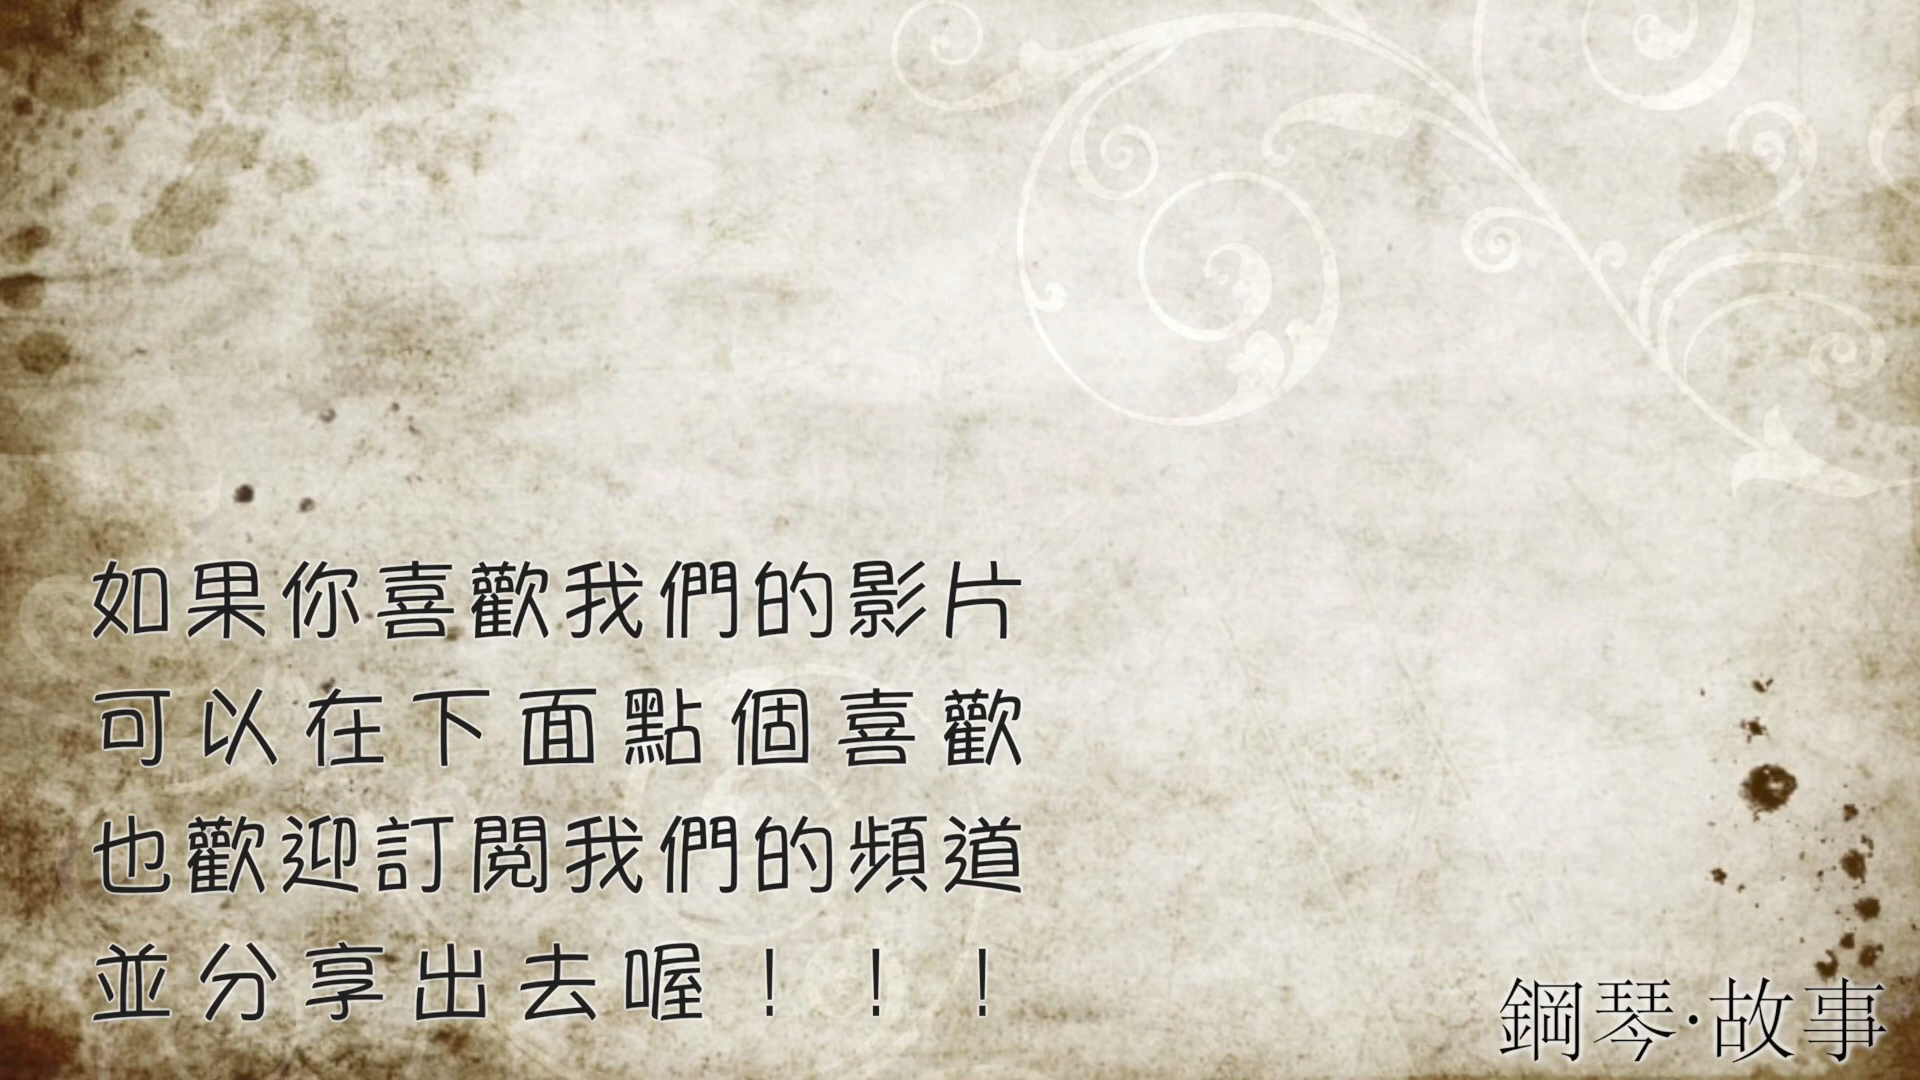 如果你喜歡我們的影片
可以在下面點個喜歡
也歡迎訂閱我們的頻道
並分享出去喔！！！
鋼琴·故事